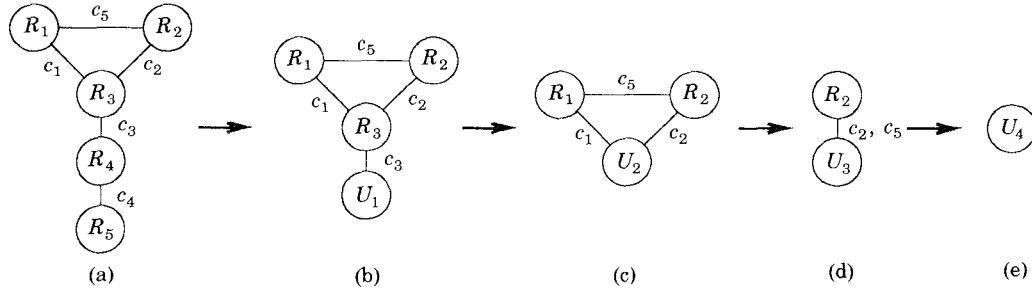 R1 c5 R2
c1 c2
R3
c3
R4
c4
R5
(a)
R1 c5 R2
c1 c2
R3
c3
U1
(b)
R1 c5 R2
c1 c2
U2
(c)
R2
c2, c5
U3
(d)
U4
(e)